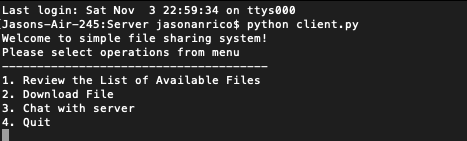 Last login: Sat Nov  3 22:59:34 on ttys000
[Jasons-Air-245:Server jasonanrico$ python client.py
Welcome to simple file sharing system!
Please select operations from menu
--------------------------------------
1. Review the List of Available Files
2. Download File
3. Chat with server
4. Quit